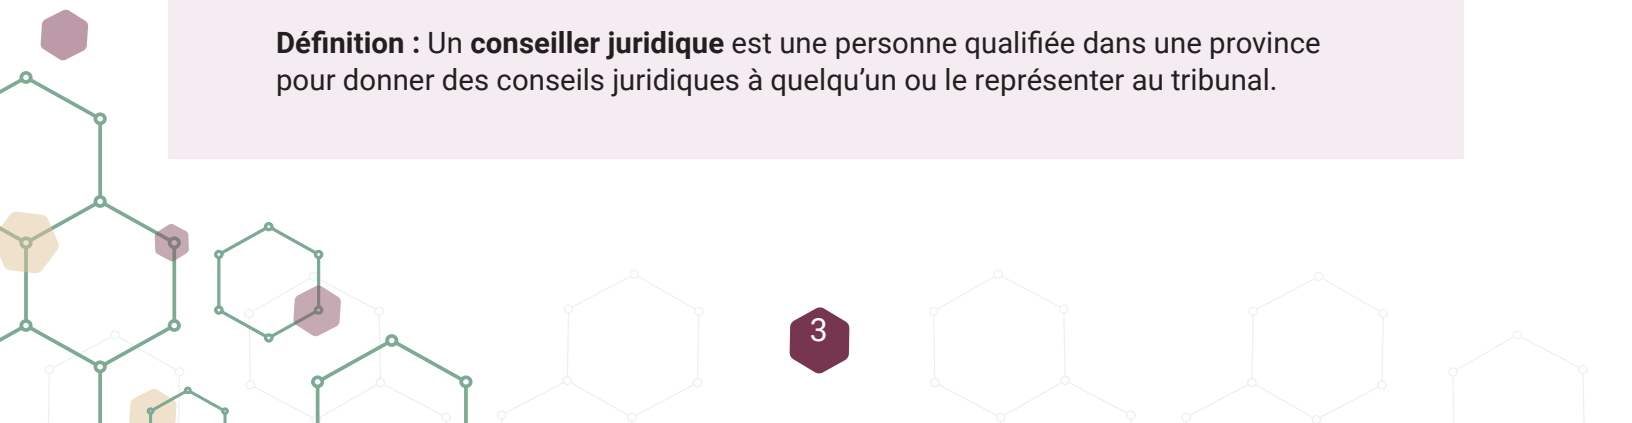 Définition : Un conseiller juridique est une personne qualifiée dans une province
pour donner des conseils juridiques à quelqu’un ou le représenter au tribunal.
3